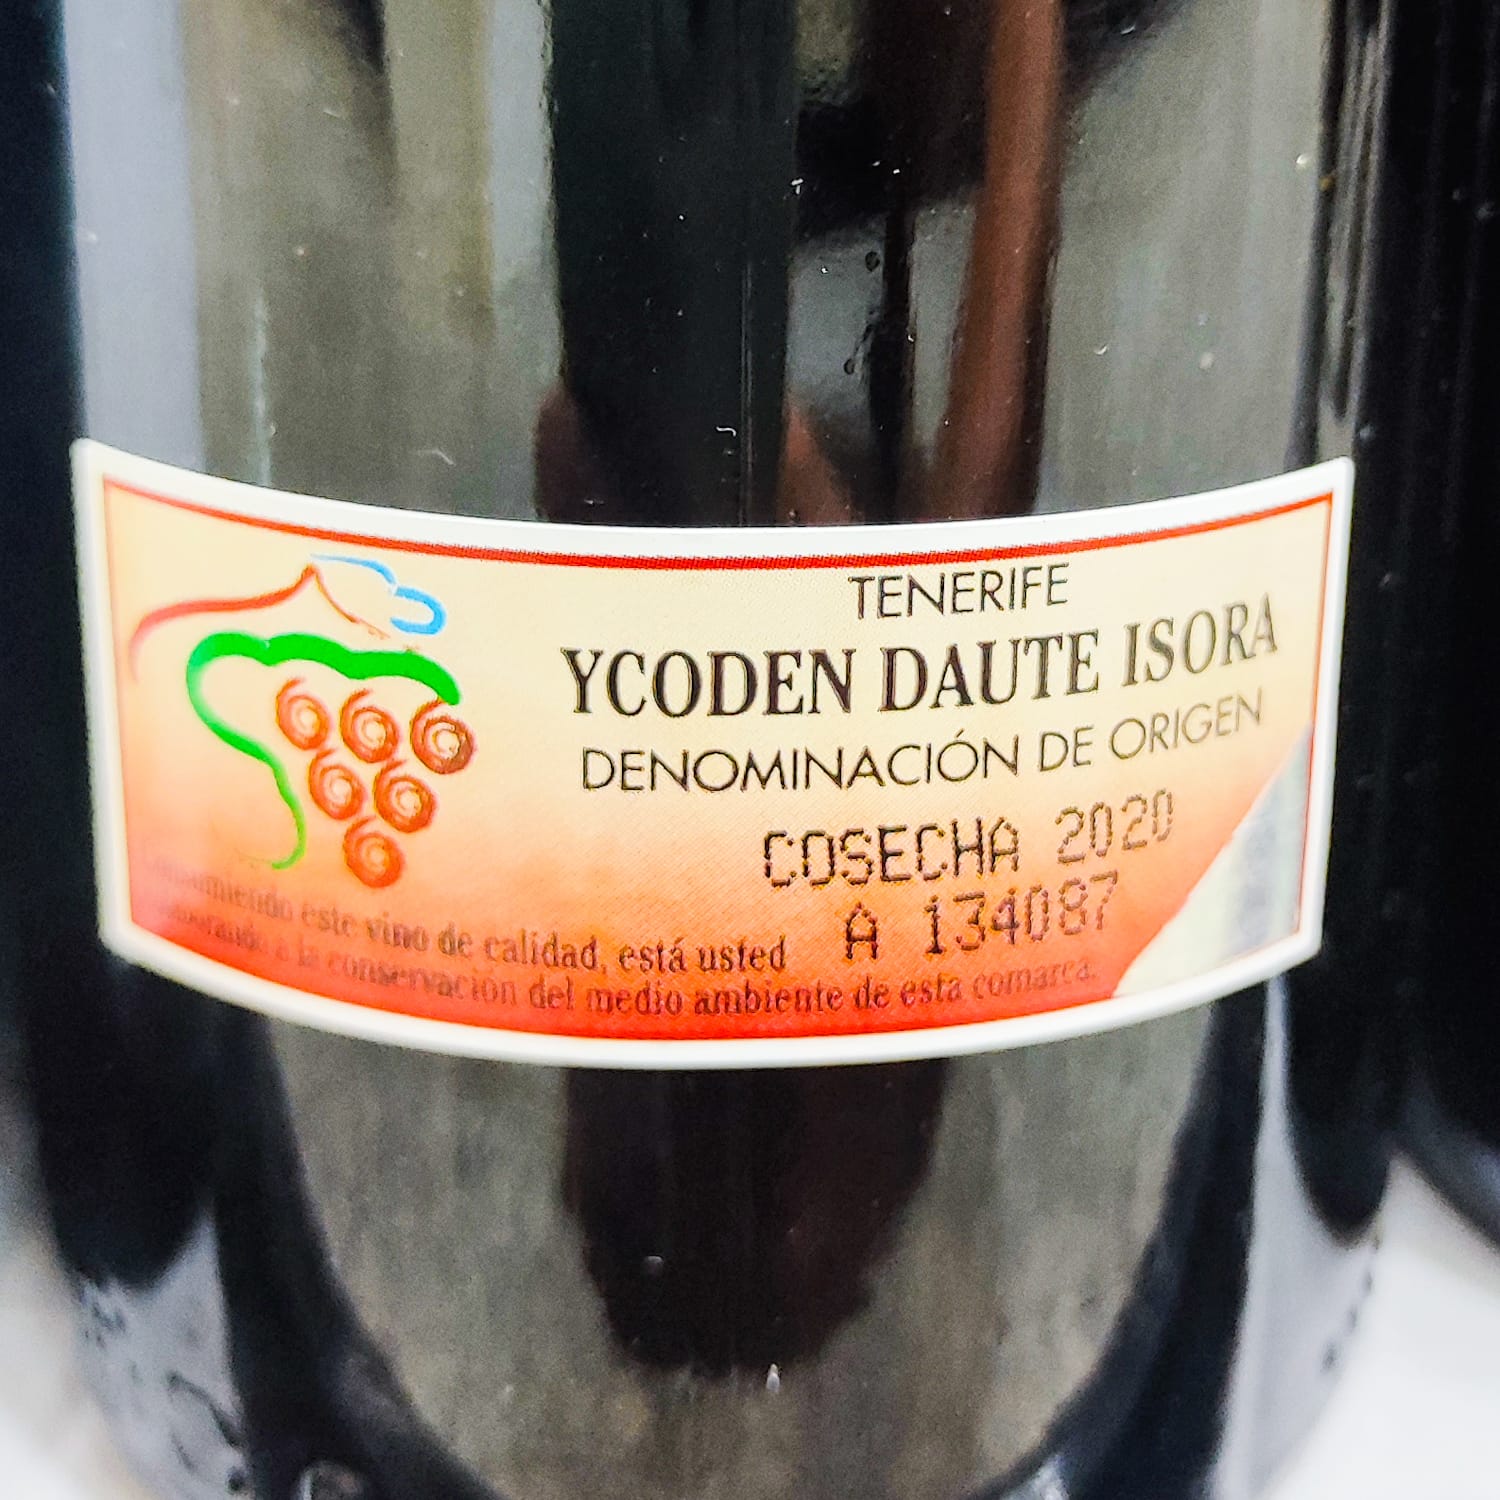 TENERIFE
YCODEN DAUTE ISORA
DENOMINACIÓN DE ORIGEN
COSECHA 2020
A 134087
este vino de calidad, está usted
a la conservación del medio ambiente de esta comarca.